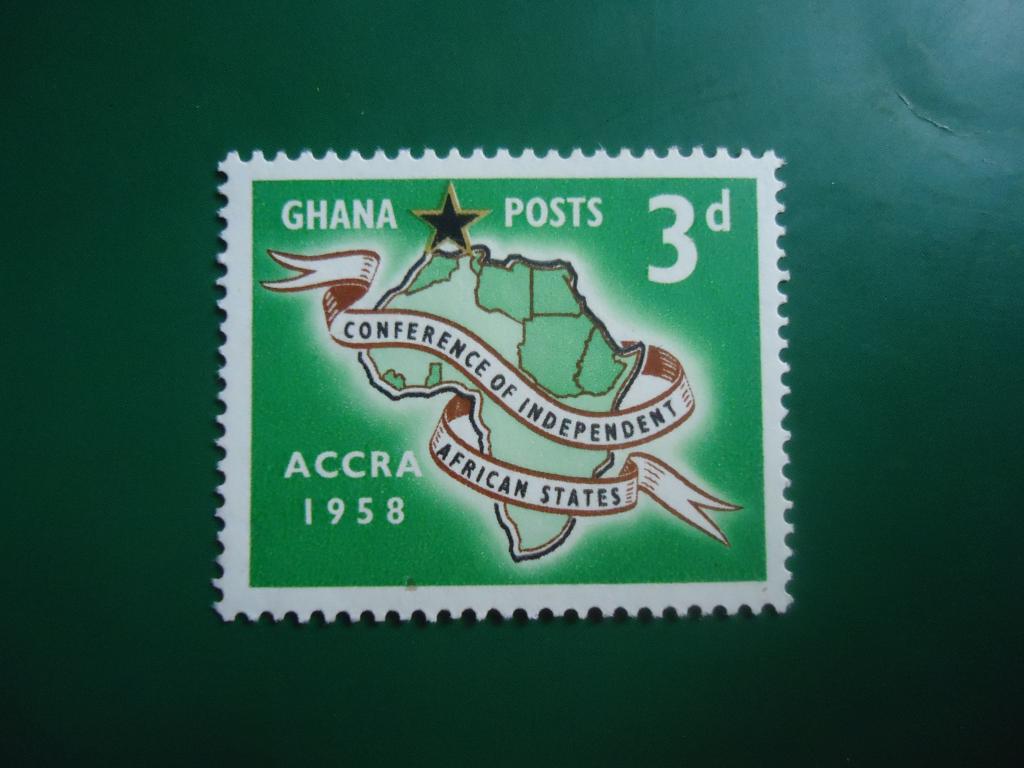 GHANA POSTS 3d
CONFERENCE OF INDEPENDENT
AFRICAN STATES
ACCRA
1958